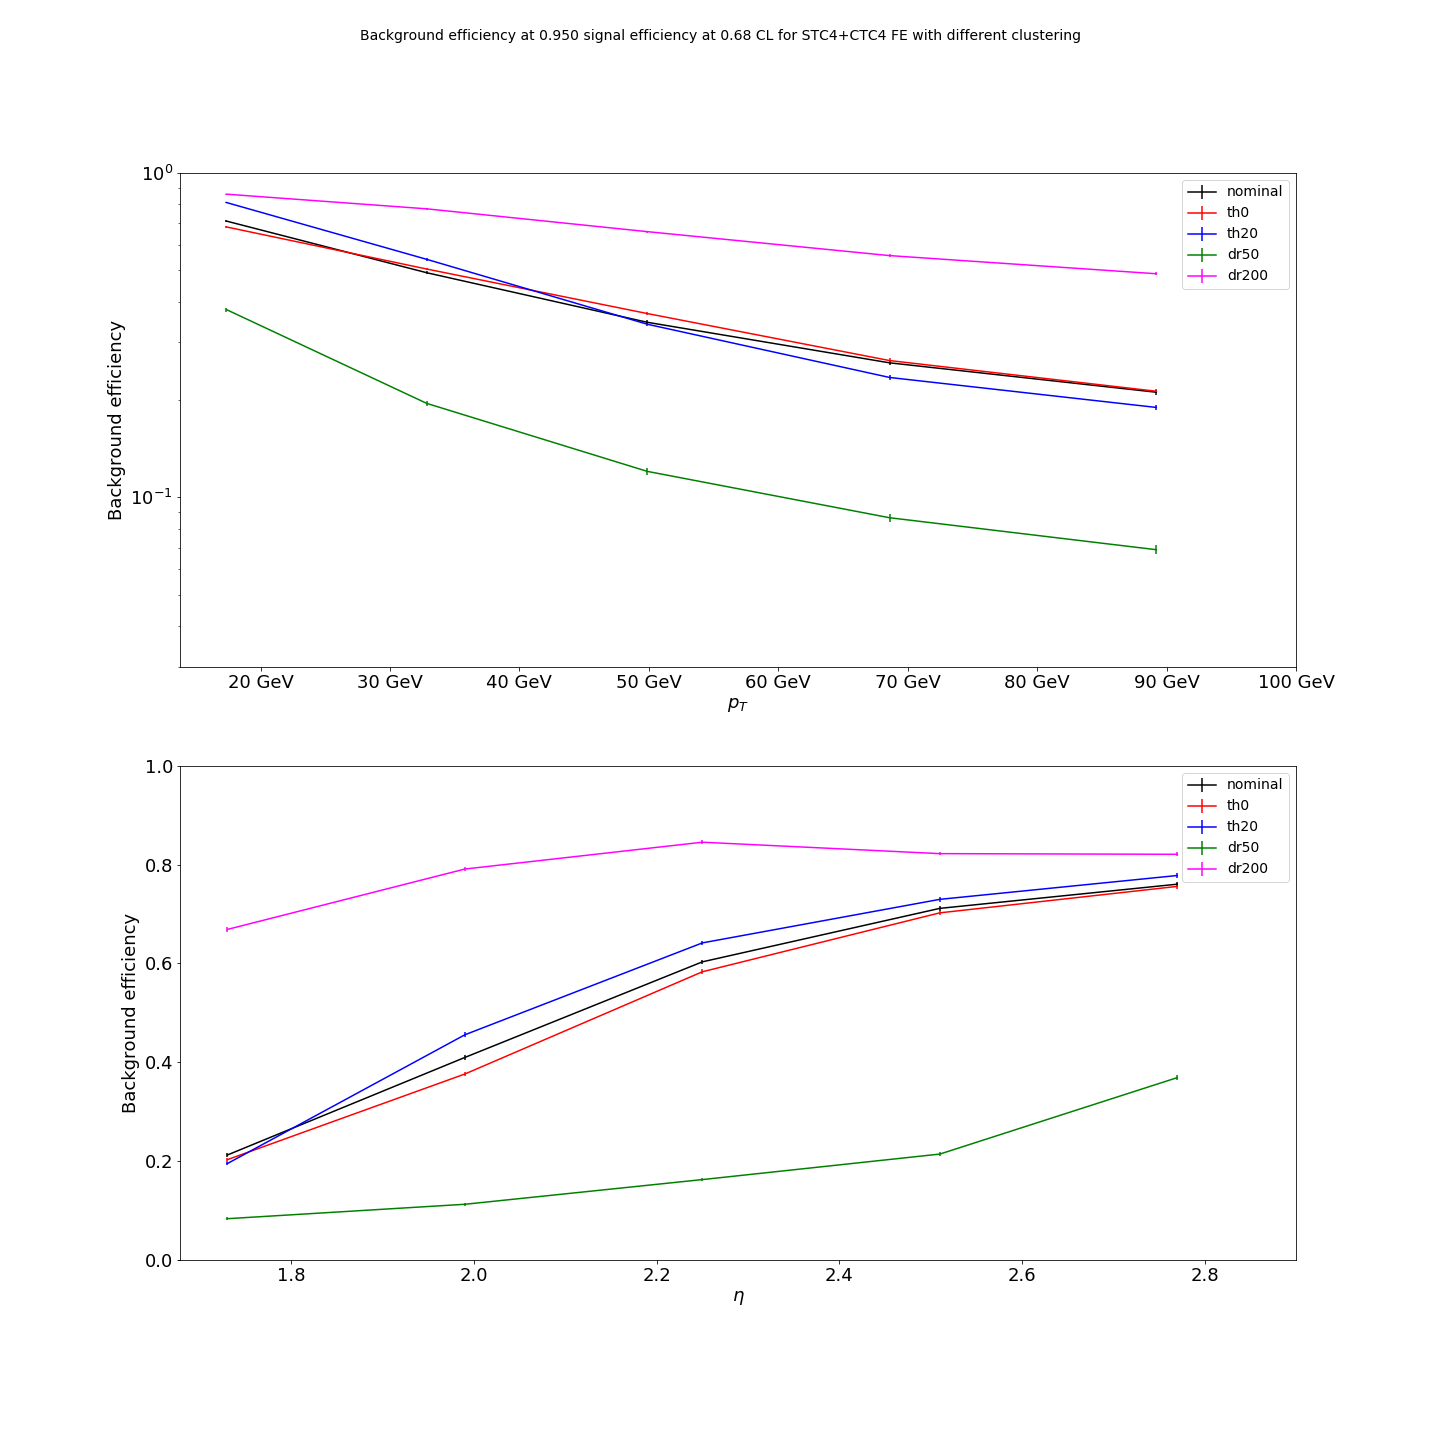 Background efficiency at 0.950 signal efficiency at 0.68 CL for STC4+CTC4 FE with different clustering
10⁰
10⁻¹
Background efficiency
nominal
th0
th20
dr50
dr200
20 GeV 30 GeV 40 GeV 50 GeV 60 GeV 70 GeV 80 GeV 90 GeV 100 GeV
p_T
1.0
0.8
0.6
0.4
0.2
0.0
Background efficiency
nominal
th0
th20
dr50
dr200
1.8 2.0 2.2 2.4 2.6 2.8
η